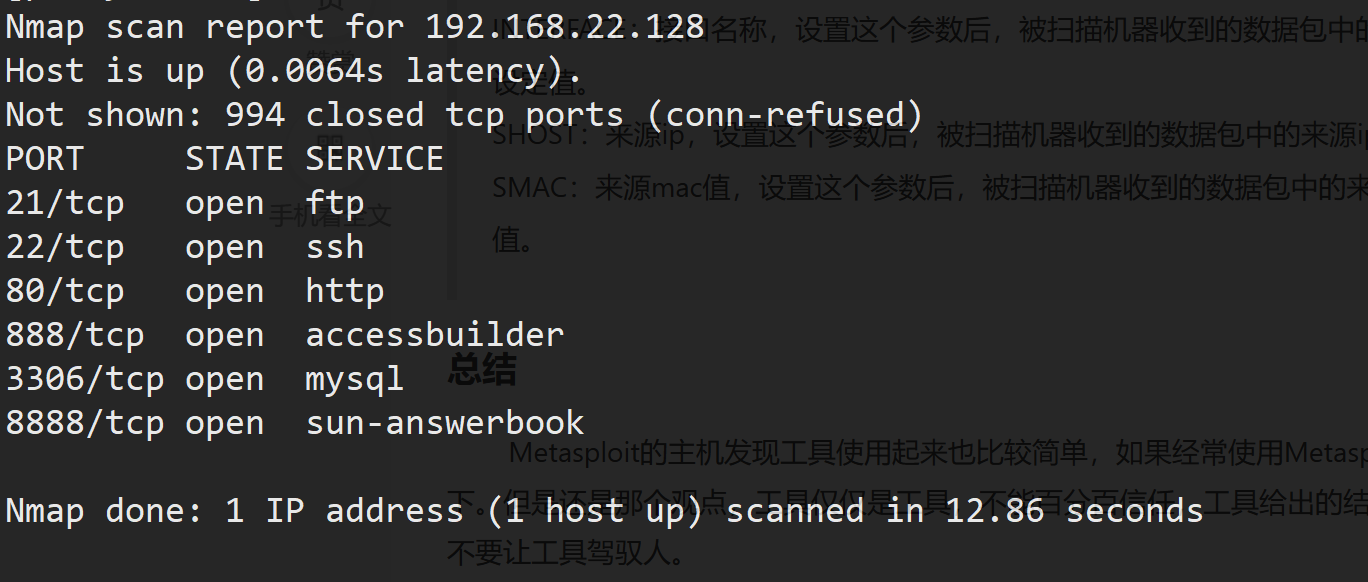 Nmap scan report for 192.168.22.128
Host is up (0.0064s latency).
Not shown: 994 closed tcp ports (conn-refused)
PORT STATE SERVICE
21/tcp open ftp
22/tcp open ssh
80/tcp open http
888/tcp open accessbuilder
3306/tcp open mysql
8888/tcp open sun-answerbook
Nmap done: 1 IP address (1 host up) scanned in 12.86 seconds
INTERFACE：接口名称，设置这个参数后，被扫描机器收到的数据包中的
设定值。
SHOST：来源ip，设置这个参数后，被扫描机器收到的数据包中的来源ip
SMAC：来源mac值，设置这个参数后，被扫描机器收到的数据包中的来
值。
手机看全文
总结
Metasploit的主机发现工具使用起来也比较简单，如果经常使用Metasp
下。但是还是那个观点，工具仅仅是工具，不能百分百信任，工具给出的结
不要让工具驾驭人。